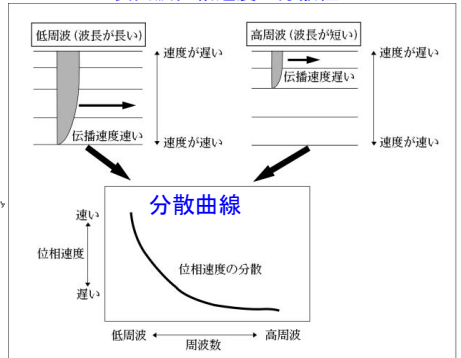 低周波(波長が長い)
高周波(波長が短い)
速度が遅い
速度が遅い
伝播速度遅い
伝播速度速い
速度が速い
速度が速い
分散曲線
速い
位相速度
位相速度の分散
遅い
低周波
高周波
周波数
y